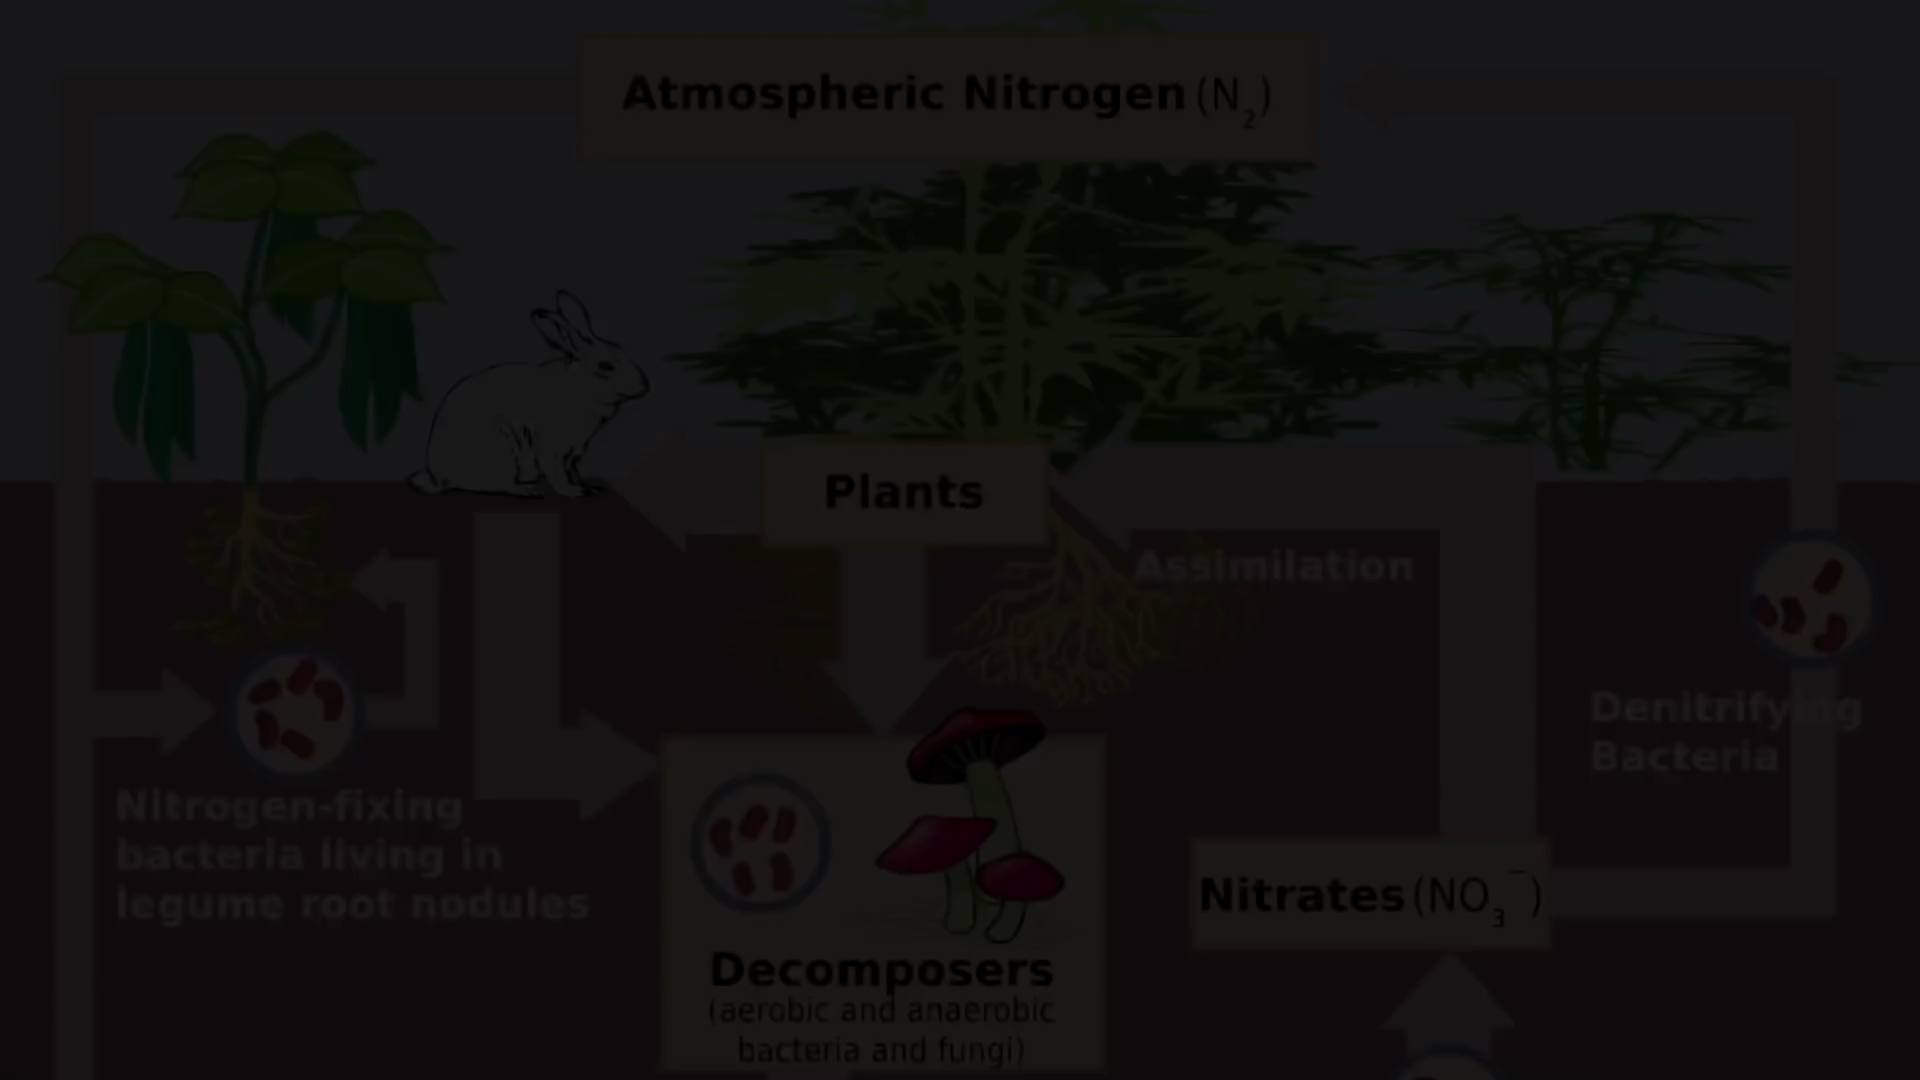 Atmospheric Nitrogen (N₂)
Plants
Assimilation
Denitrifying
Bacteria
Nitrogen-fixing
bacteria living in
legume root nodules
Nitrates (NO₃⁻)
Decomposers
(aerobic and anaerobic
bacteria and fungi)